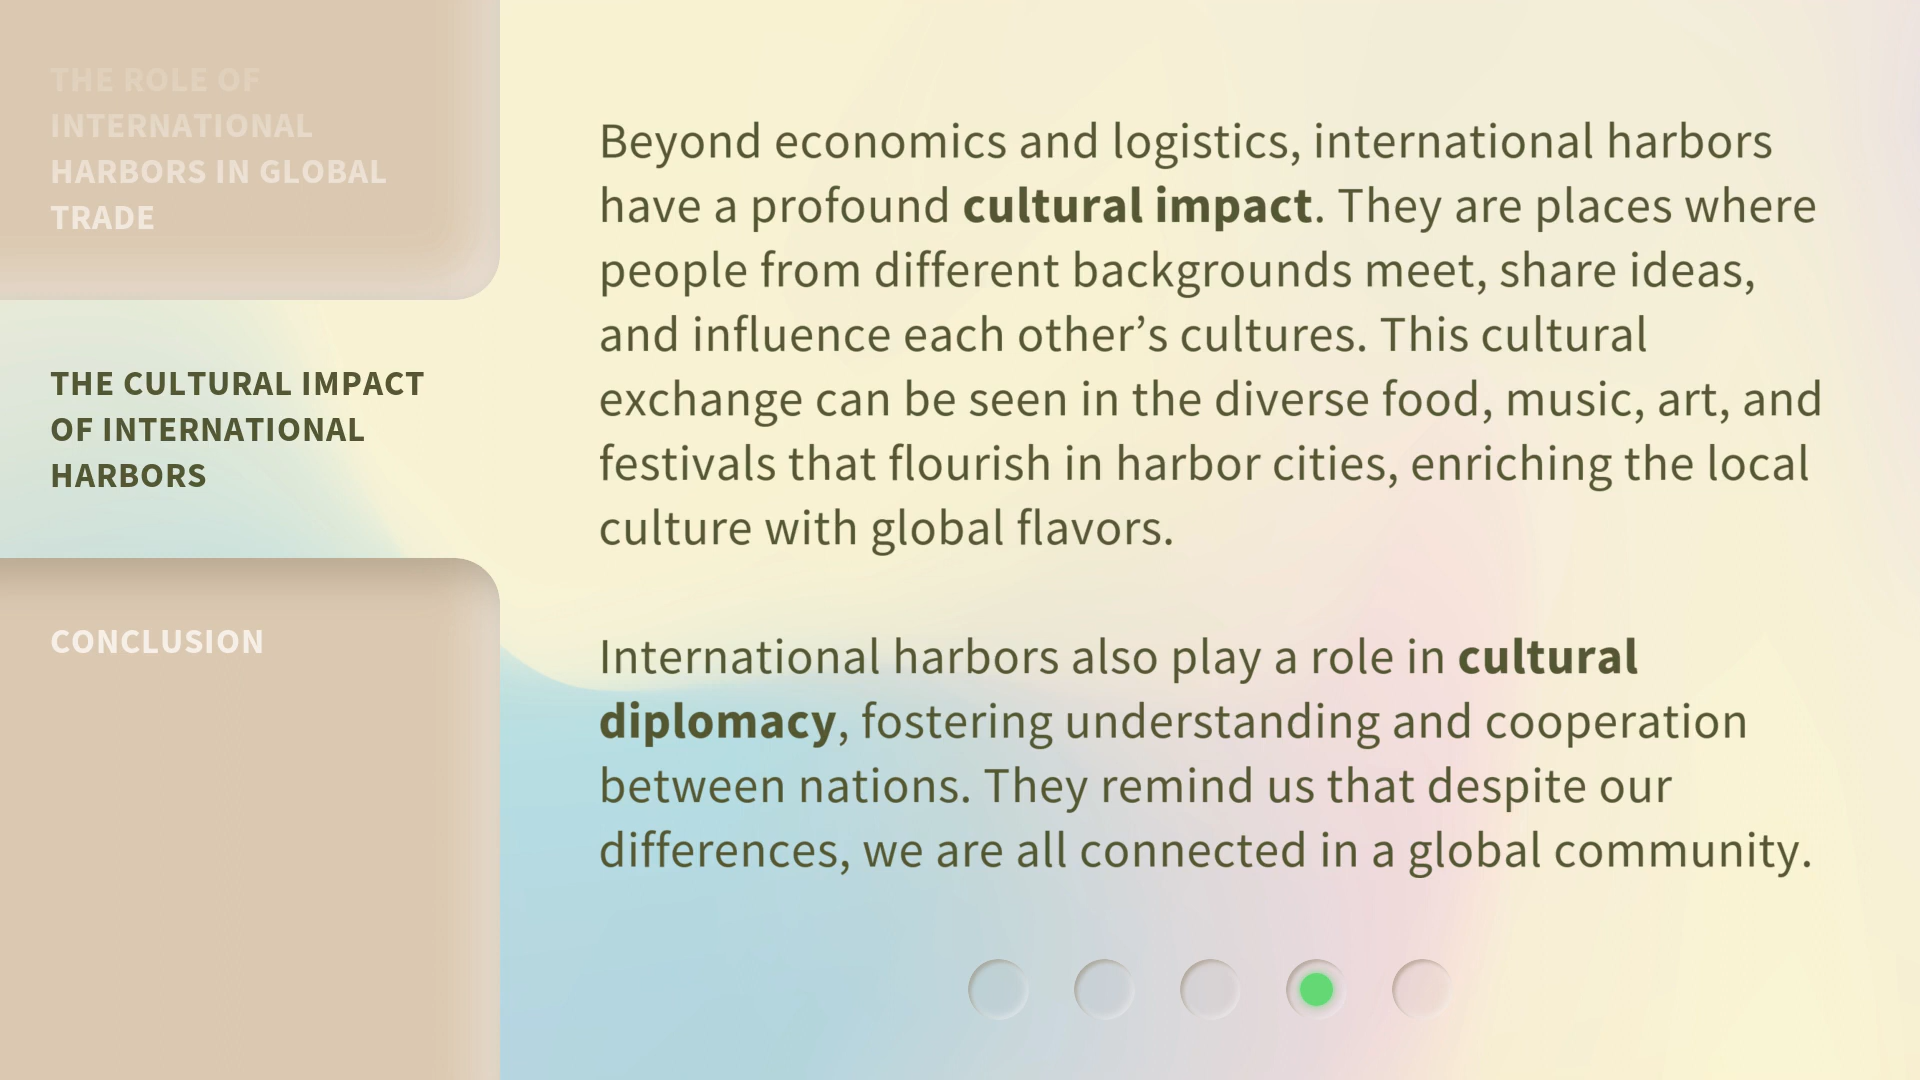 THE ROLE OF
INTERNATIONAL
HARBORS IN GLOBAL
TRADE
THE CULTURAL IMPACT
OF INTERNATIONAL
HARBORS
CONCLUSION
Beyond economics and logistics, international harbors
have a profound cultural impact. They are places where
people from different backgrounds meet, share ideas,
and influence each other’s cultures. This cultural
exchange can be seen in the diverse food, music, art, and
festivals that flourish in harbor cities, enriching the local
culture with global flavors.
International harbors also play a role in cultural
diplomacy, fostering understanding and cooperation
between nations. They remind us that despite our
differences, we are all connected in a global community.